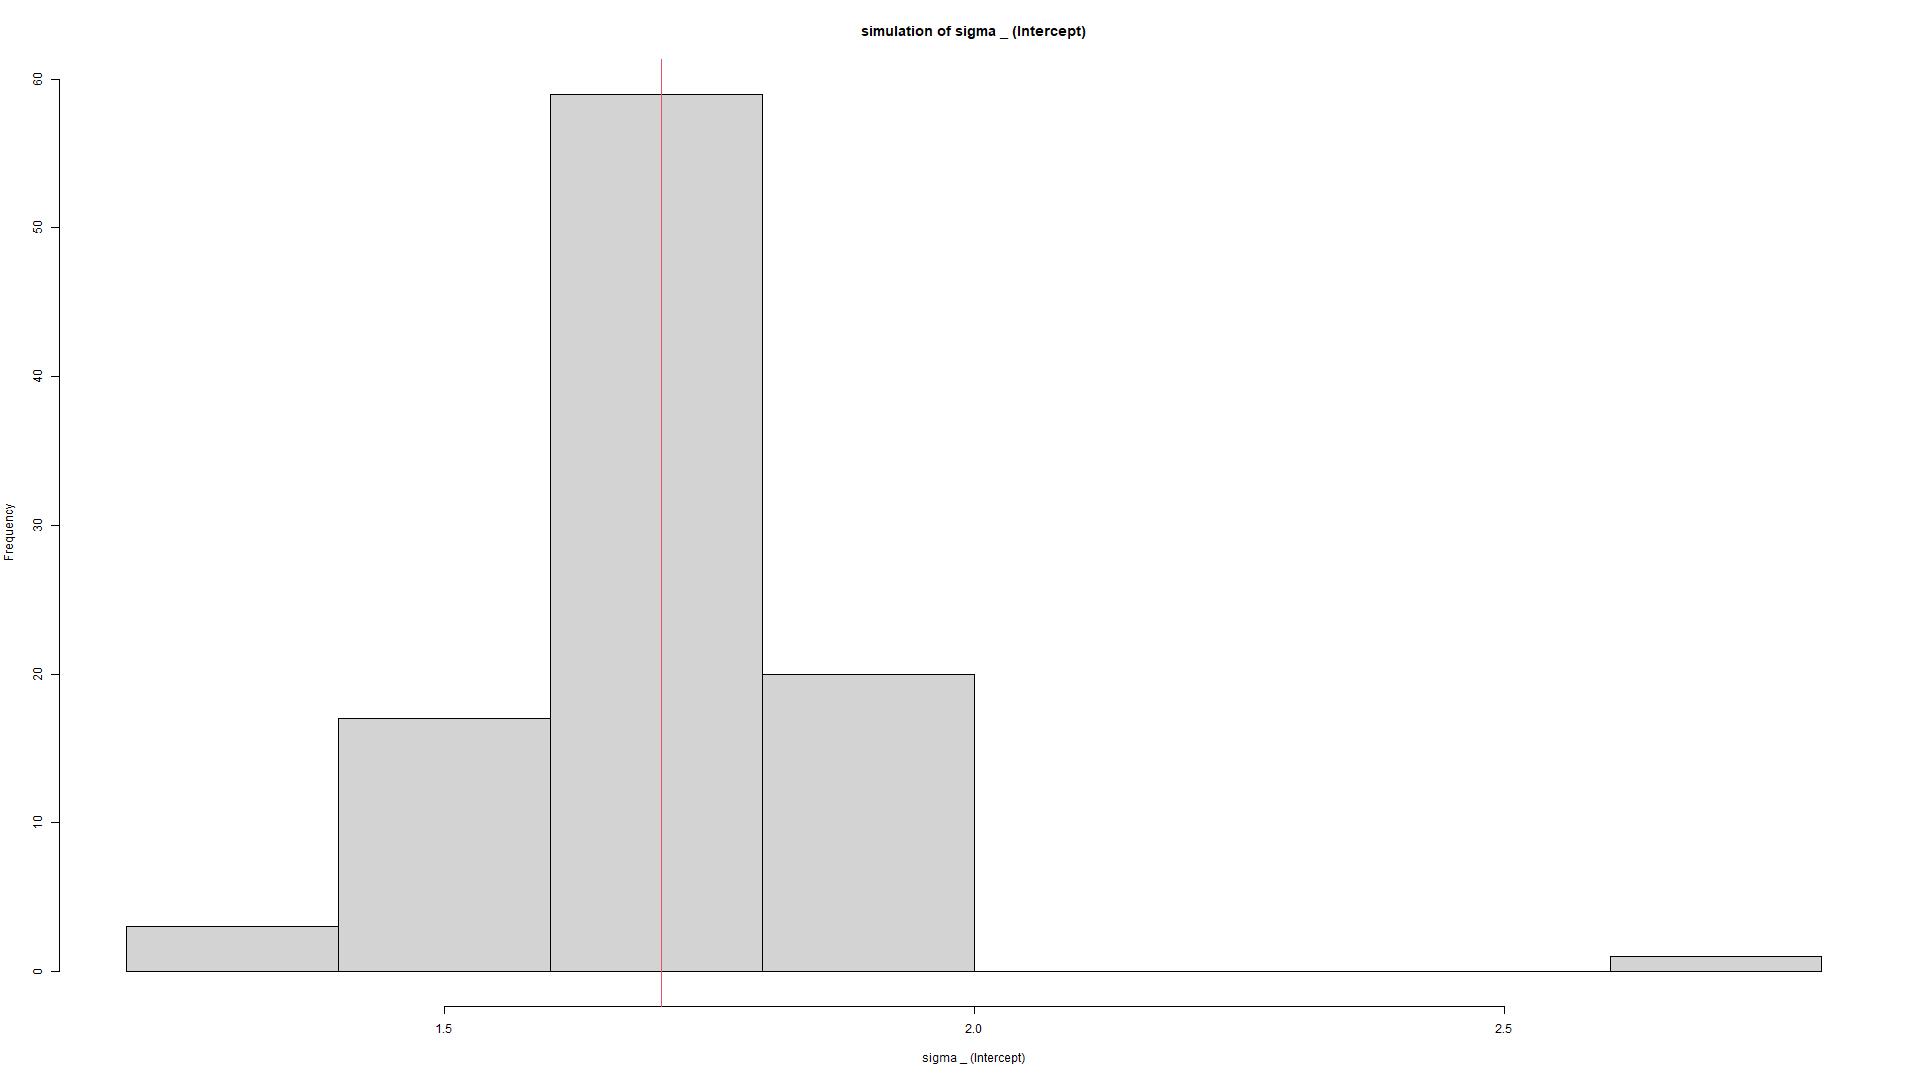 simulation of sigma _ (Intercept)
60
50
40
30
20
10
0
Frequency
1.5 2.0 2.5
sigma _ (Intercept)